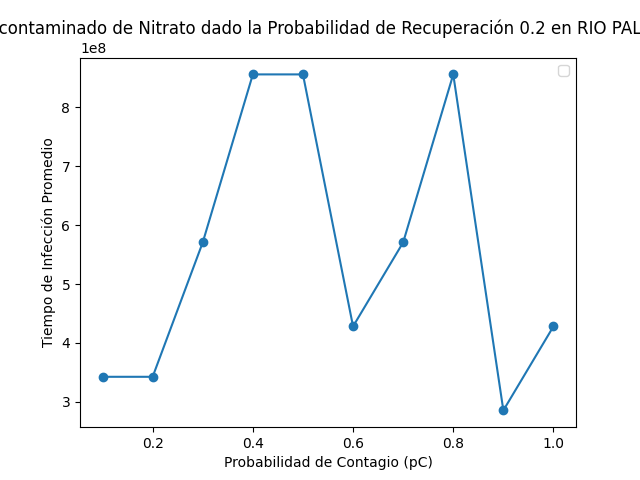 contaminado de Nitrato dado la Probabilidad de Recuperación 0.2 en RIO PAL
1e8
8
7
6
5
4
3
Tiempo de Infección Promedio
0.2 0.4 0.6 0.8 1.0
Probabilidad de Contagio (pC)